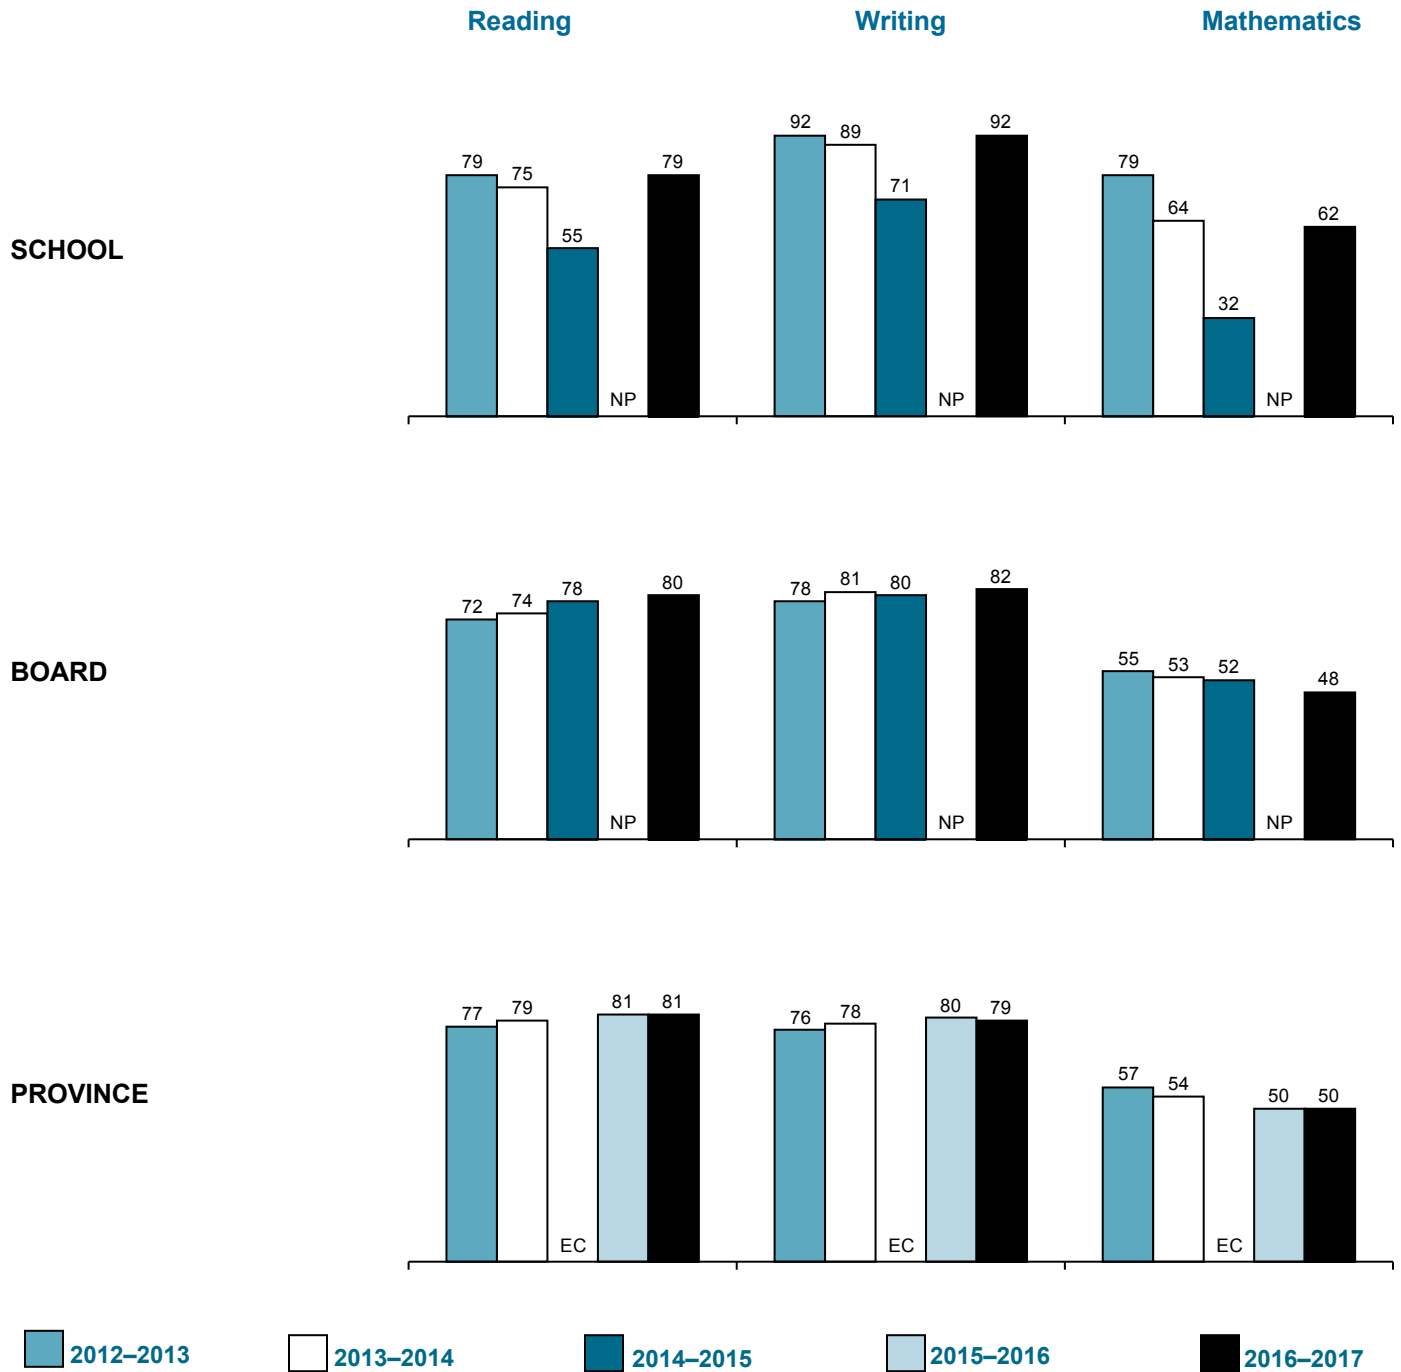 Reading Writing Mathematics
SCHOOL
79 75 55 NP 79
92 89 71 NP 92
79 64 32 NP 62
BOARD
72 74 78 NP 80
78 81 80 NP 82
55 53 52 NP 48
PROVINCE
77 79 EC 81 81
76 78 EC 80 79
57 54 EC 50 50
2012–2013 2013–2014 2014–2015 2015–2016 2016–2017